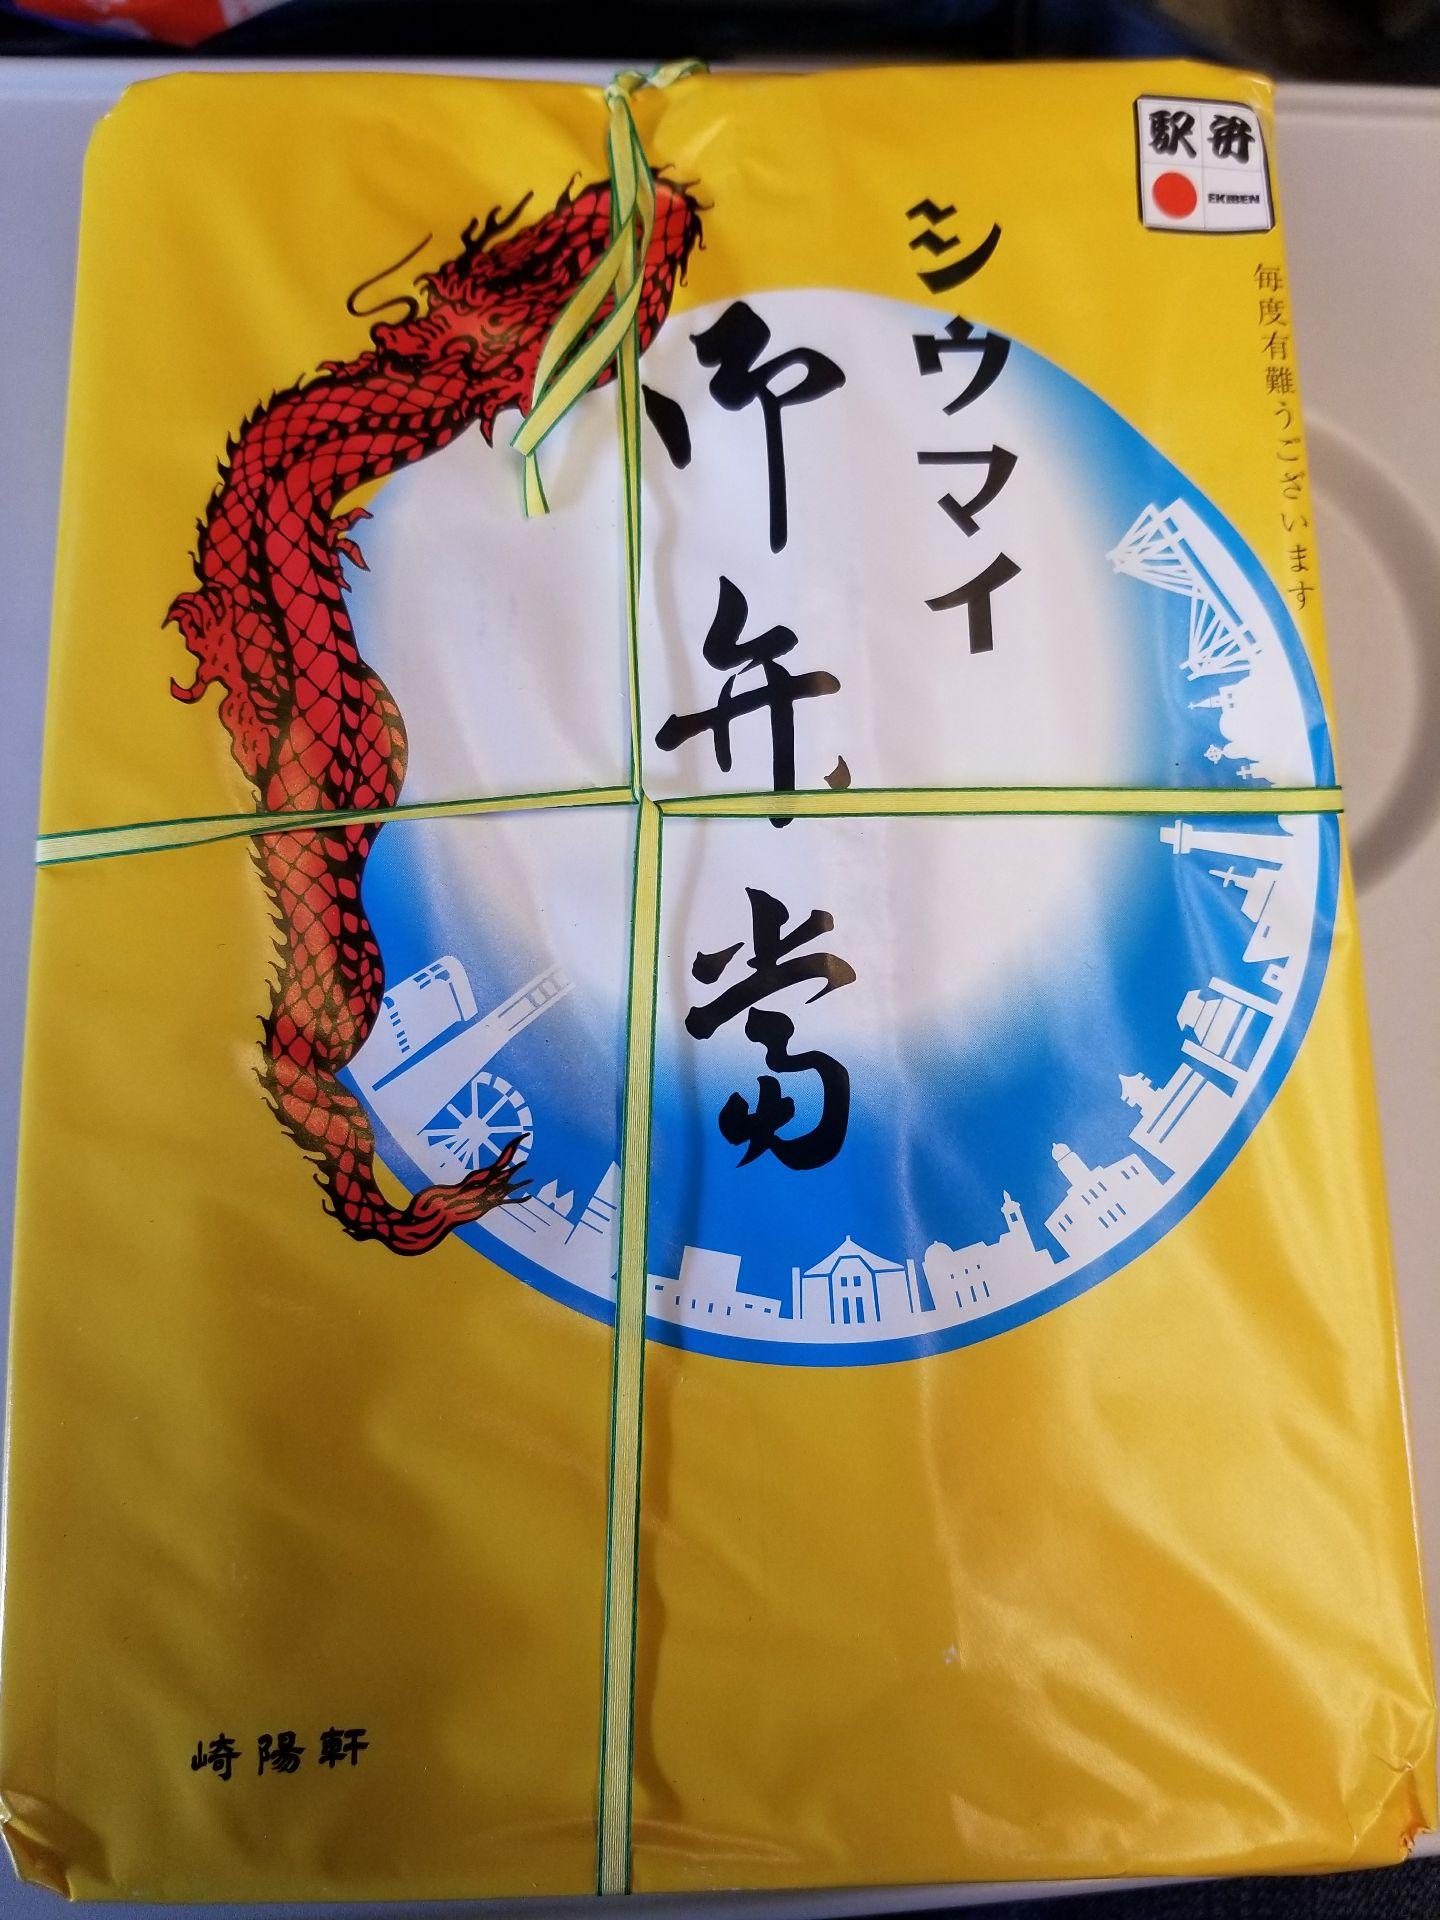 駅弁
EKIBEN
毎度有難うございます
シウマイ
御弁當
崎陽軒